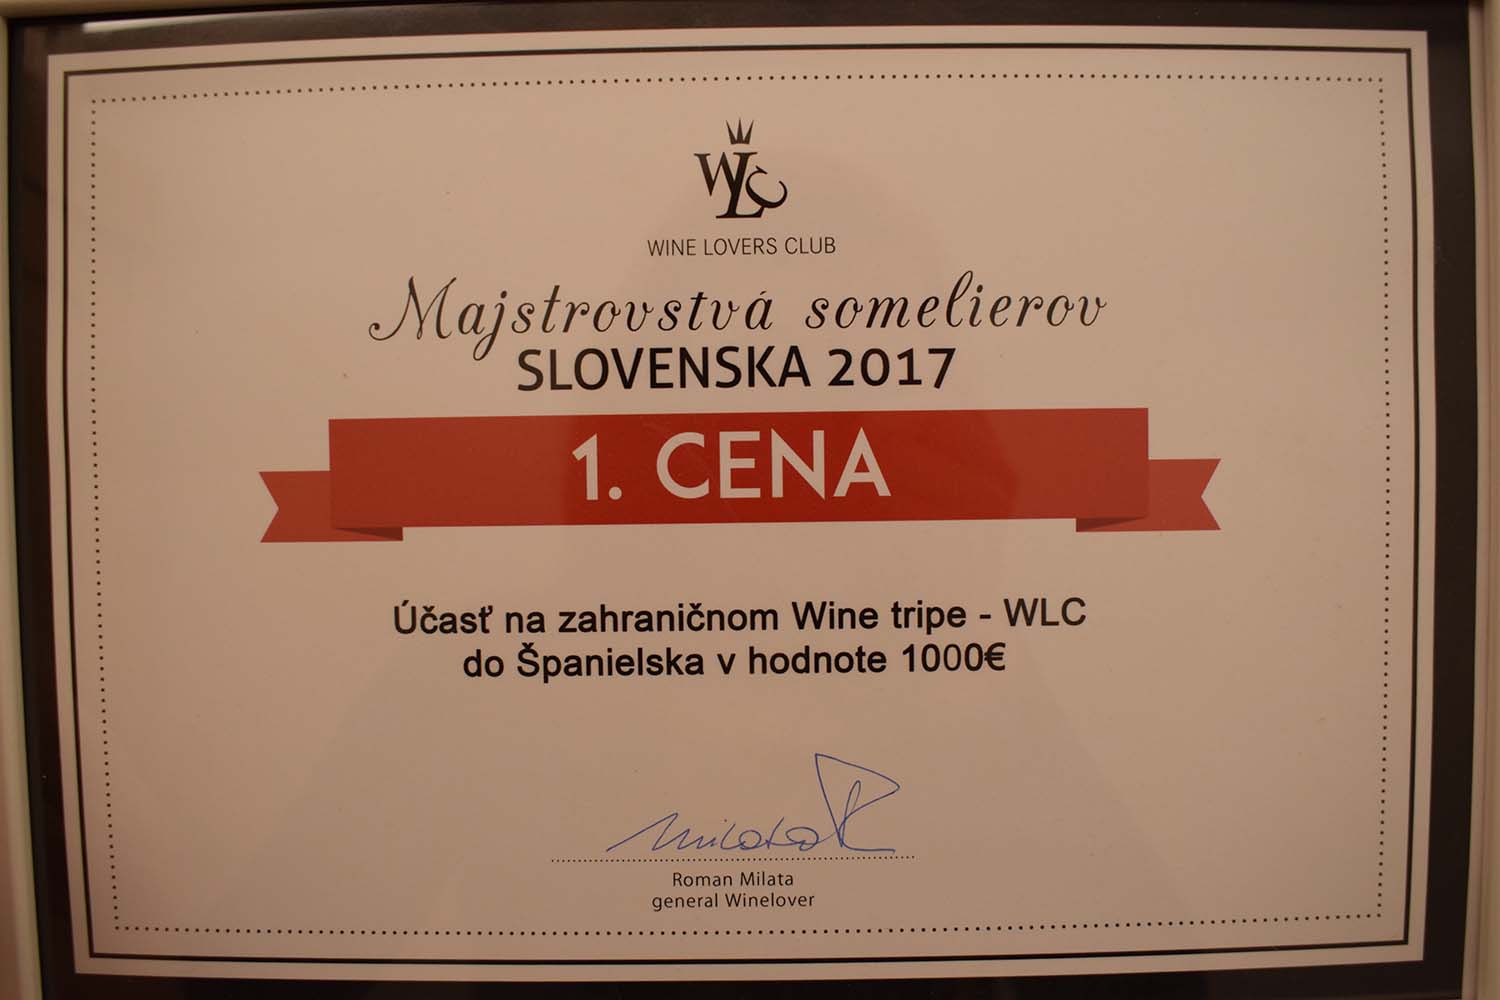 WLC
WINE LOVERS CLUB
Majstrovstvá somelierov
SLOVENSKA 2017
1. CENA
Účasť na zahraničnom Wine tripe - WLC
do Španielska v hodnote 1000€
Milata R
Roman Milata
general Winelover